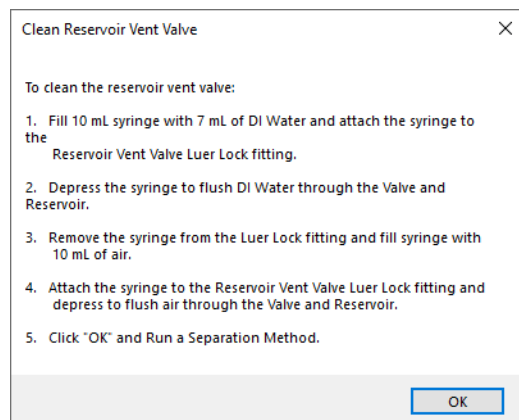 Clean Reservoir Vent Valve
To clean the reservoir vent valve:
1. Fill 10 mL syringe with 7 mL of DI Water and attach the syringe to
the
Reservoir Vent Valve Luer Lock fitting.
2. Depress the syringe to flush DI Water through the Valve and
Reservoir.
3. Remove the syringe from the Luer Lock fitting and fill syringe with
10 mL of air.
4. Attach the syringe to the Reservoir Vent Valve Luer Lock fitting and
depress to flush air through the Valve and Reservoir.
5. Click "OK" and Run a Separation Method.
OK